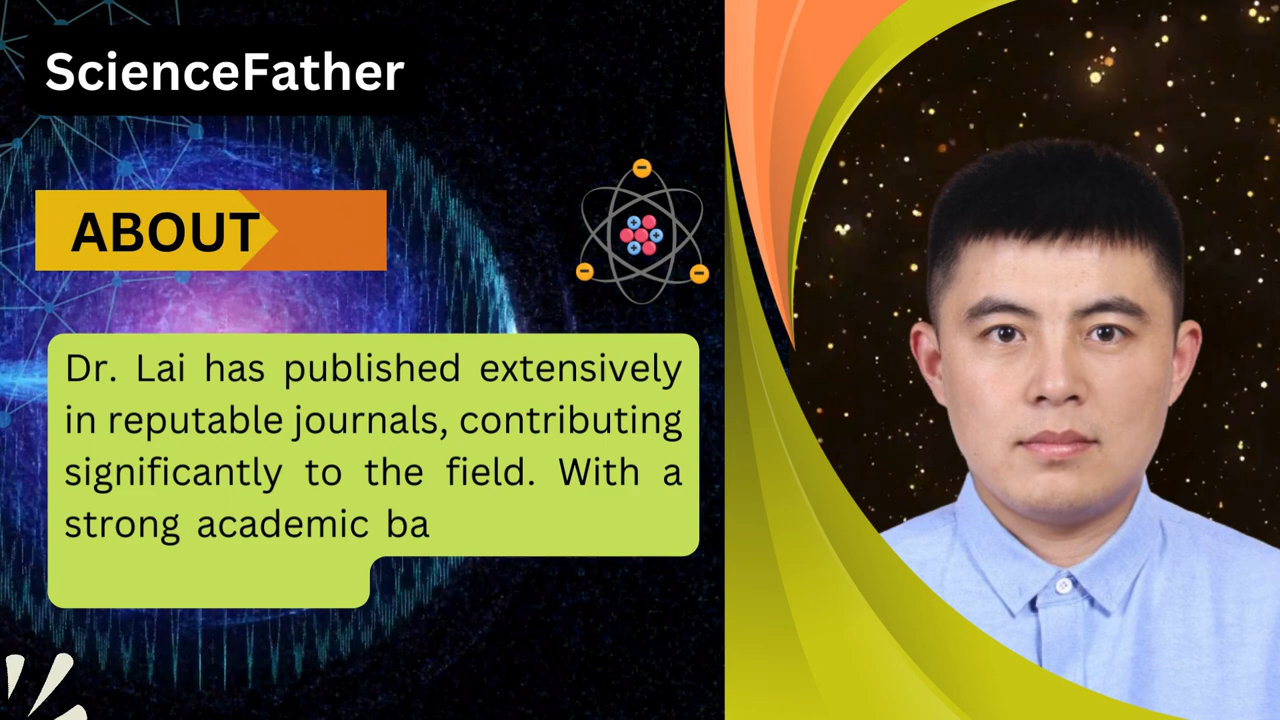 ScienceFather
ABOUT
Dr. Lai has published extensively
in reputable journals, contributing
significantly to the field. With a
strong academic ba